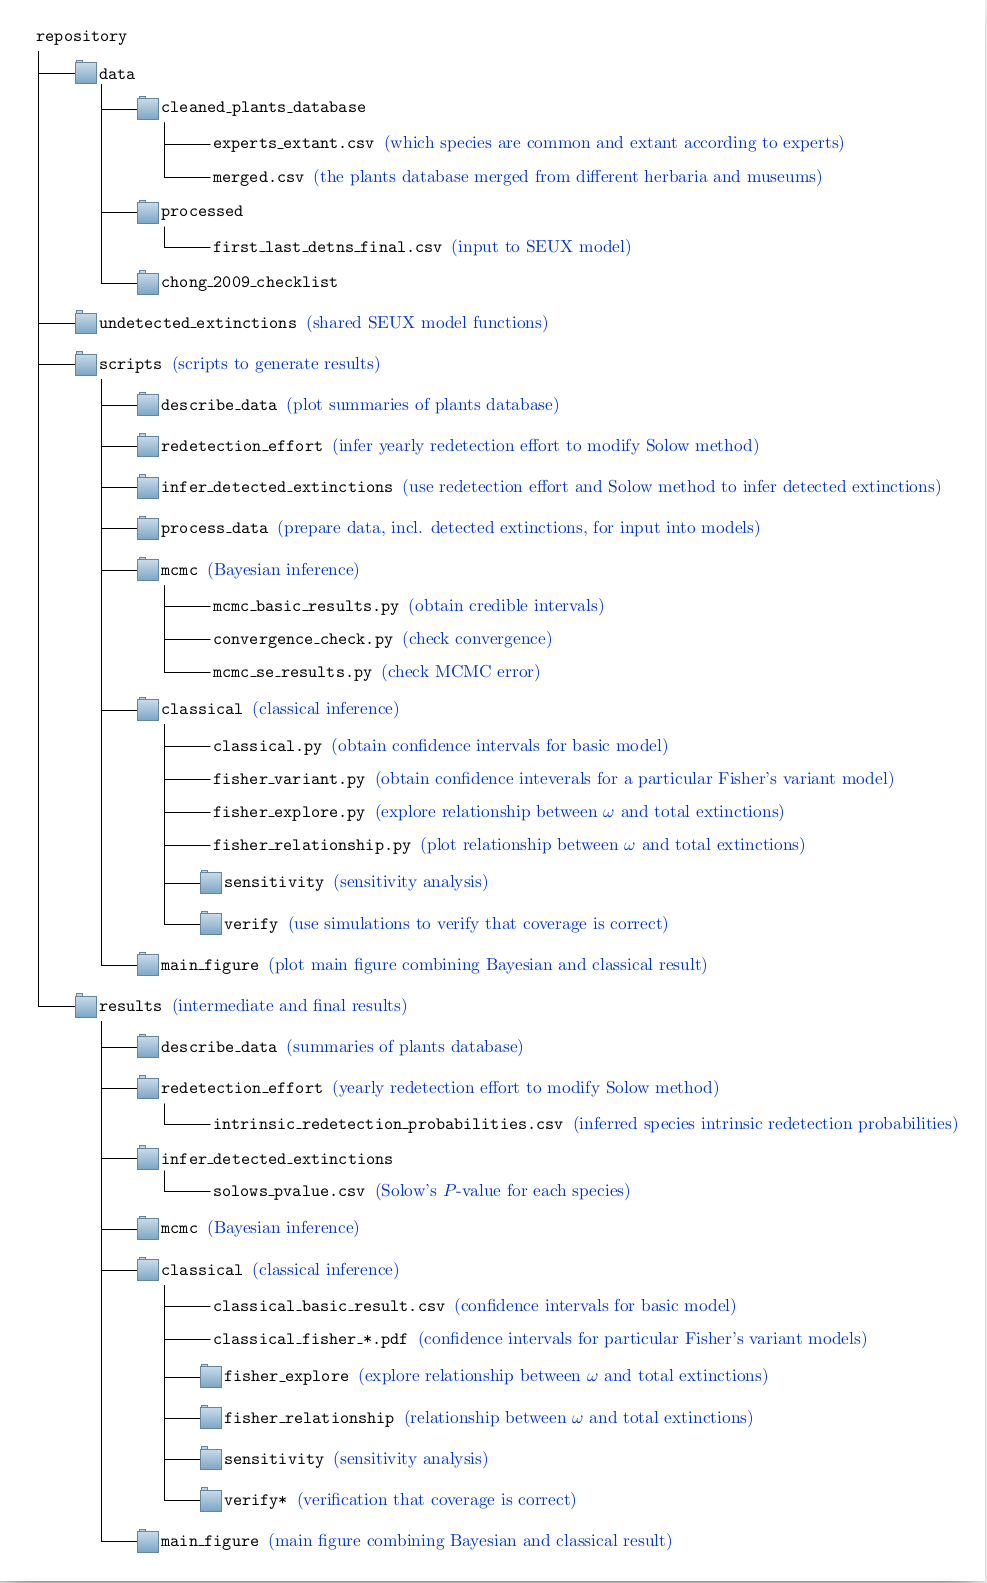 repository
data
cleaned_plants_database
experts_extant.csv (which species are common and extant according to experts)
merged.csv (the plants database merged from different herbaria and museums)
processed
first_last_detns_final.csv (input to SEUX model)
chong_2009_checklist
undetected_extinctions (shared SEUX model functions)
scripts (scripts to generate results)
describe_data (plot summaries of plants database)
redetection_effort (infer yearly redetection effort to modify Solow method)
infer_detected_extinctions (use redetection effort and Solow method to infer detected extinctions)
process_data (prepare data, incl. detected extinctions, for input into models)
mcmc (Bayesian inference)
mcmc_basic_results.py (obtain credible intervals)
convergence_check.py (check convergence)
mcmc_se_results.py (check MCMC error)
classical (classical inference)
classical.py (obtain confidence intervals for basic model)
fisher_variant.py (obtain confidence inteverals for a particular Fisher's variant model)
fisher_explore.py (explore relationship between ω and total extinctions)
fisher_relationship.py (plot relationship between ω and total extinctions)
sensitivity (sensitivity analysis)
verify (use simulations to verify that coverage is correct)
main_figure (plot main figure combining Bayesian and classical result)
results (intermediate and final results)
describe_data (summaries of plants database)
redetection_effort (yearly redetection effort to modify Solow method)
intrinsic_redetection_probabilities.csv (inferred species intrinsic redetection probabilities)
infer_detected_extinctions
solows_pvalue.csv (Solow's P-value for each species)
mcmc (Bayesian inference)
classical (classical inference)
classical_basic_result.csv (confidence intervals for basic model)
classical_fisher_*.pdf (confidence intervals for particular Fisher's variant models)
fisher_explore (explore relationship between ω and total extinctions)
fisher_relationship (relationship between ω and total extinctions)
sensitivity (sensitivity analysis)
verify* (verification that coverage is correct)
main_figure (main figure combining Bayesian and classical result)